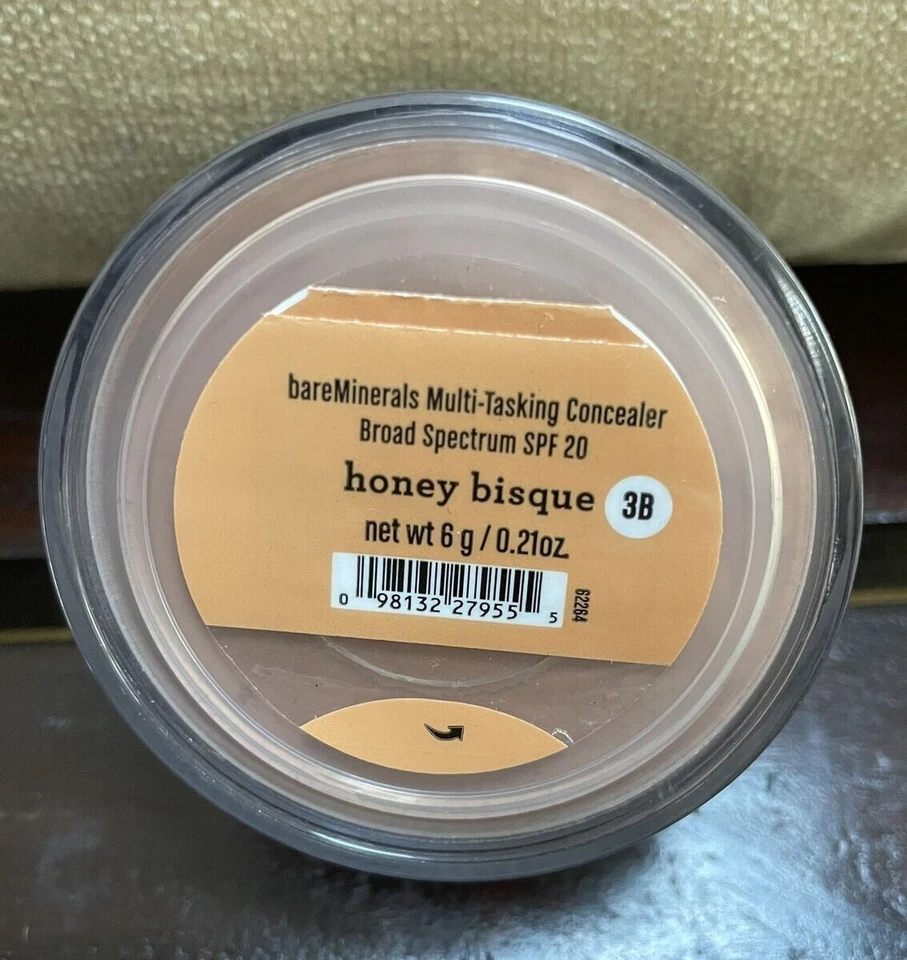 bareMinerals Multi-Tasking Concealer
Broad Spectrum SPF 20
honey bisque 3B
net wt 6 g / 0.21oz.
0 98132 27955 5
62264